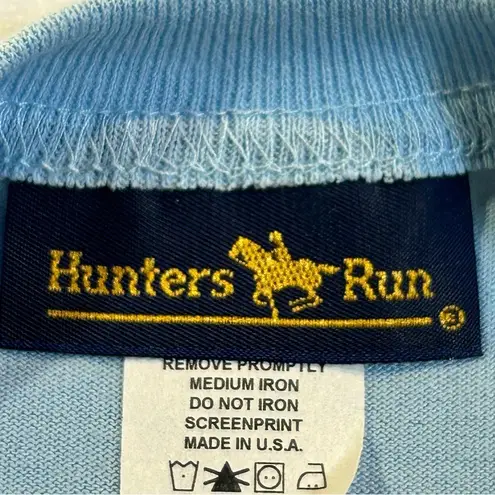 Hunters Run
REMOVE PROMPTLY
MEDIUM IRON
DO NOT IRON
SCREENPRINT
MADE IN U.S.A.